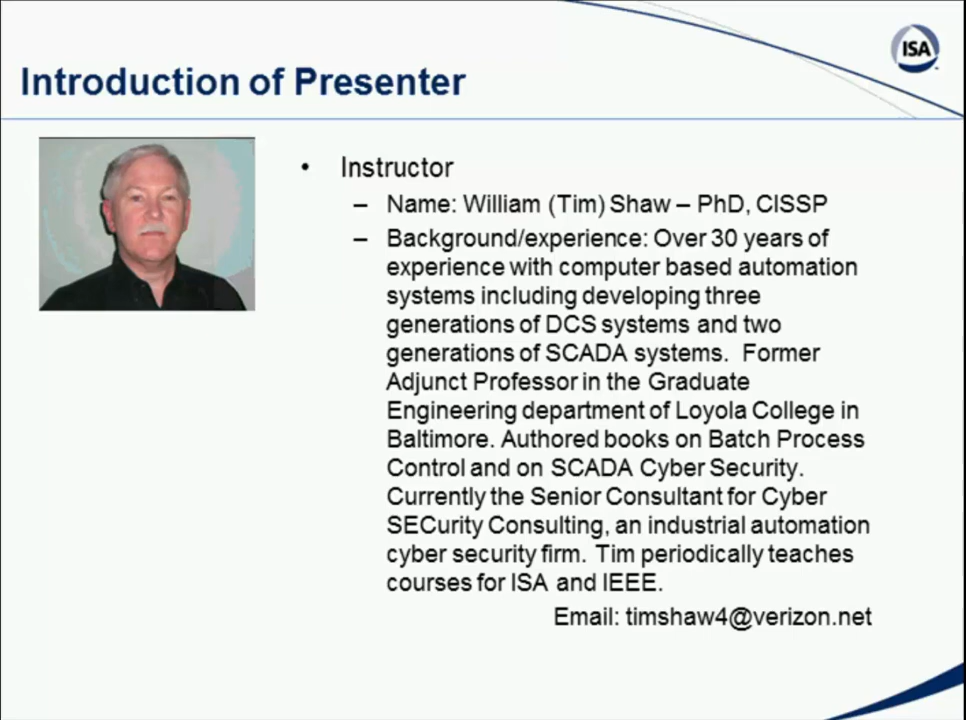 ISA
Introduction of Presenter
• Instructor
– Name: William (Tim) Shaw – PhD, CISSP
– Background/experience: Over 30 years of
experience with computer based automation
systems including developing three
generations of DCS systems and two
generations of SCADA systems. Former
Adjunct Professor in the Graduate
Engineering department of Loyola College in
Baltimore. Authored books on Batch Process
Control and on SCADA Cyber Security.
Currently the Senior Consultant for Cyber
SECurity Consulting, an industrial automation
cyber security firm. Tim periodically teaches
courses for ISA and IEEE.
Email: timshaw4@verizon.net